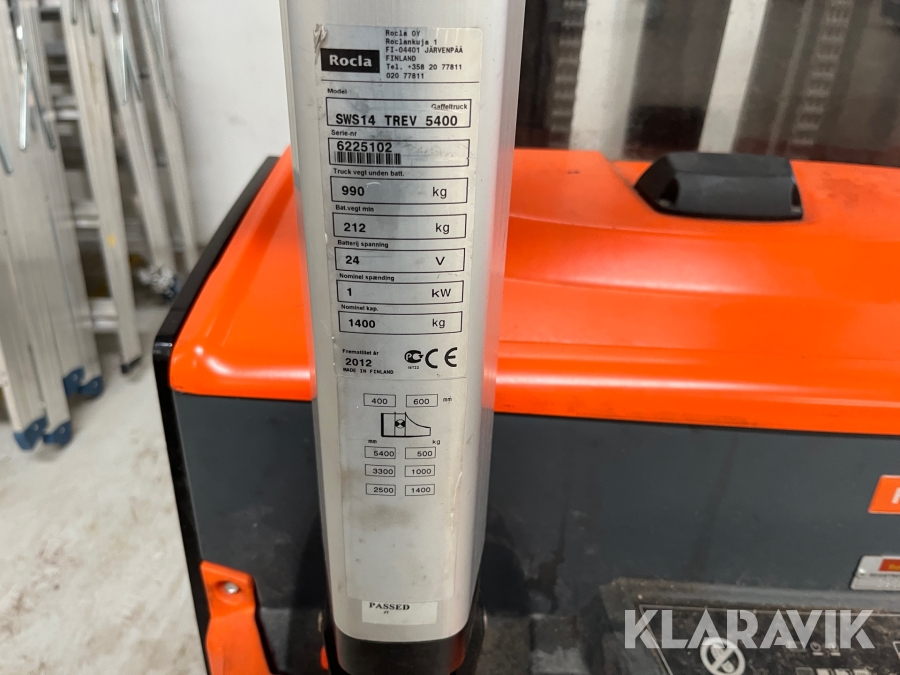 Rocla
Rocla OY
Roclankuja 1
FI-04401 JÄRVENPÄÄ
FINLAND
Tel. +358 20 77811
020 77811
Model
Gaffeltruck
SWS14 TREV 5400
Serie-nr
6225102
Truck vegt unden batt.
990 kg
Bat.vegt min
212 kg
Batterij spanning
24 V
Nominel spænding
1 kW
Nominel kap.
1400 kg
Fremstillet år
2012
MADE IN FINLAND
CE
400 600 mm
mm kg
5400 500
3300 1000
2500 1400
PASSED
KLARAVIK